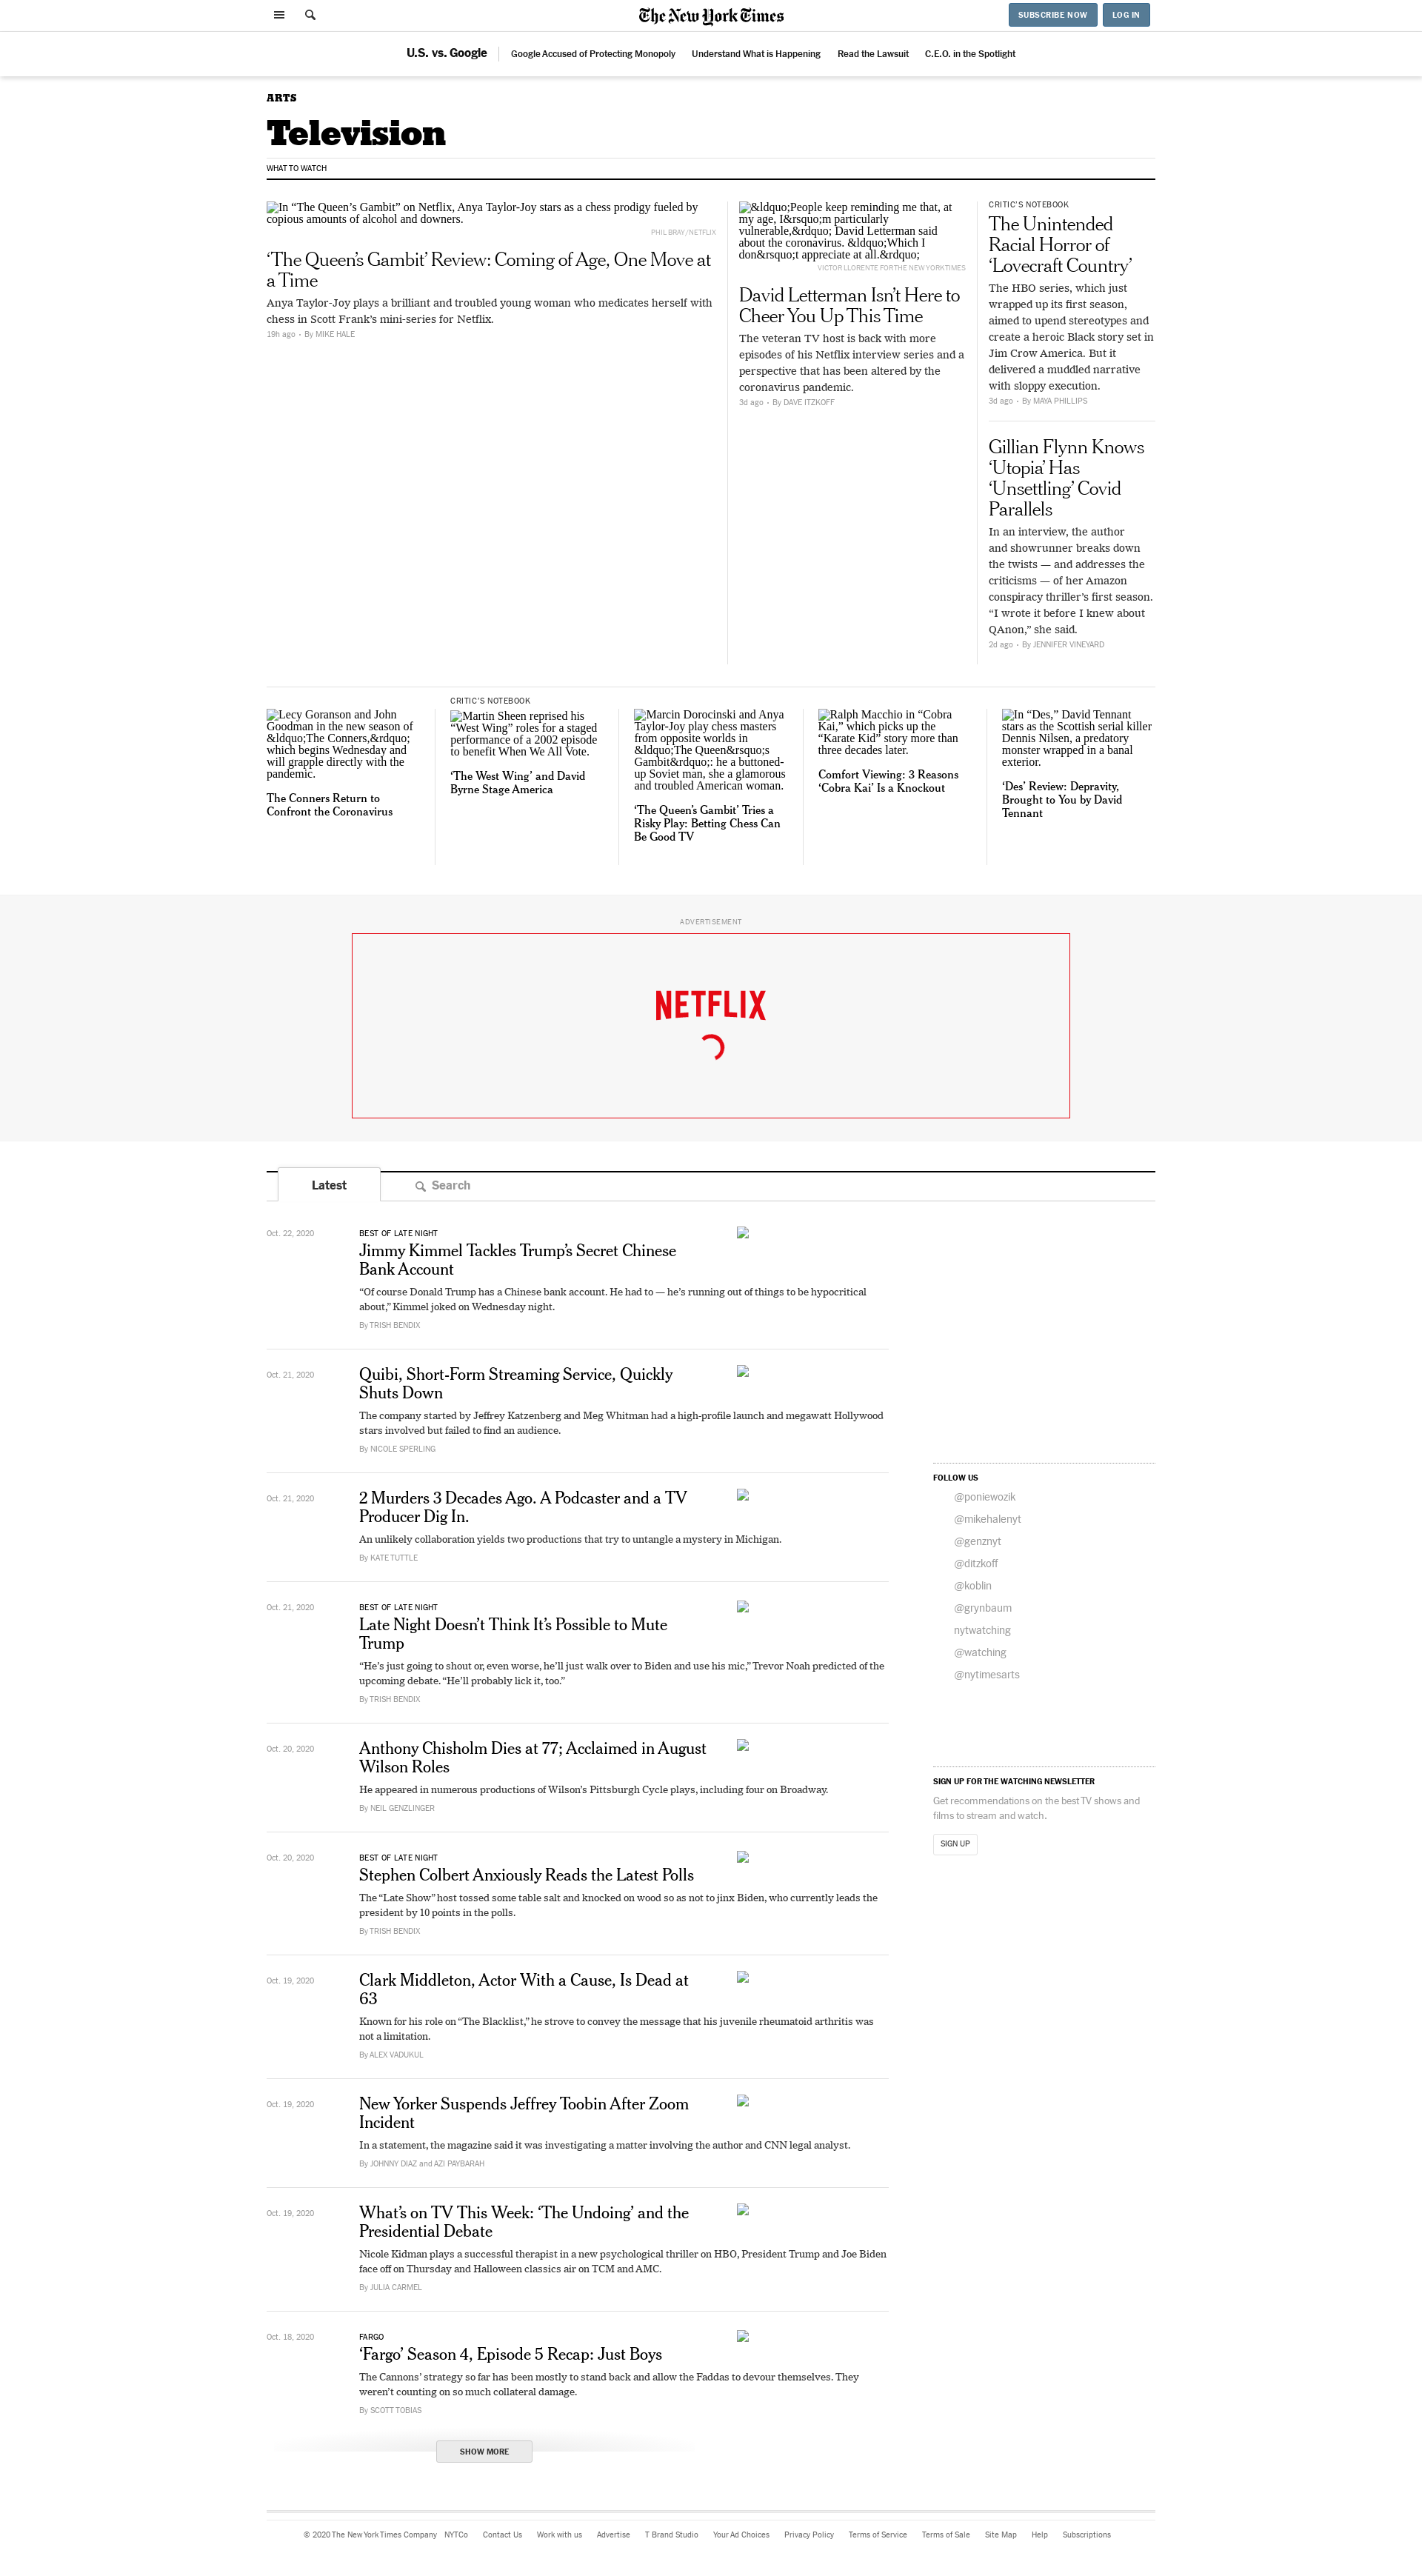 The New York Times
SUBSCRIBE NOW
LOG IN
U.S. vs. Google
Google Accused of Protecting Monopoly
Understand What is Happening
Read the Lawsuit
C.E.O. in the Spotlight
ARTS
Television
WHAT TO WATCH
In “The Queen’s Gambit” on Netflix, Anya Taylor-Joy stars as a chess prodigy fueled by
copious amounts of alcohol and downers.
PHIL BRAY/NETFLIX
‘The Queen’s Gambit’ Review: Coming of Age, One Move at
a Time
Anya Taylor-Joy plays a brilliant and troubled young woman who medicates herself with
chess in Scott Frank’s mini-series for Netflix.
19h ago • By MIKE HALE
&ldquo;People keep reminding me that, at
my age, I&rsquo;m particularly
vulnerable,&rdquo; David Letterman said
about the coronavirus. &ldquo;Which I
don&rsquo;t appreciate at all.&rdquo;
VICTOR LLORENTE FOR THE NEW YORK TIMES
David Letterman Isn’t Here to
Cheer You Up This Time
The veteran TV host is back with more
episodes of his Netflix interview series and a
perspective that has been altered by the
coronavirus pandemic.
3d ago • By DAVE ITZKOFF
CRITIC’S NOTEBOOK
The Unintended
Racial Horror of
‘Lovecraft Country’
The HBO series, which just
wrapped up its first season,
aimed to upend stereotypes and
create a heroic Black story set in
Jim Crow America. But it
delivered a muddled narrative
with sloppy execution.
3d ago • By MAYA PHILLIPS
Gillian Flynn Knows
‘Utopia’ Has
‘Unsettling’ Covid
Parallels
In an interview, the author
and showrunner breaks down
the twists — and addresses the
criticisms — of her Amazon
conspiracy thriller’s first season.
“I wrote it before I knew about
QAnon,” she said.
2d ago • By JENNIFER VINEYARD
Lecy Goranson and John
Goodman in the new season of
&ldquo;The Conners,&rdquo;
which begins Wednesday and
will grapple directly with the
pandemic.
The Conners Return to
Confront the Coronavirus
CRITIC’S NOTEBOOK
Martin Sheen reprised his
“West Wing” roles for a staged
performance of a 2002 episode
to benefit When We All Vote.
‘The West Wing’ and David
Byrne Stage America
Marcin Dorocinski and Anya
Taylor-Joy play chess masters
from opposite worlds in
&ldquo;The Queen&rsquo;s
Gambit&rdquo;: he a buttoned-
up Soviet man, she a glamorous
and troubled American woman.
‘The Queen’s Gambit’ Tries a
Risky Play: Betting Chess Can
Be Good TV
Ralph Macchio in “Cobra
Kai,” which picks up the
“Karate Kid” story more than
three decades later.
Comfort Viewing: 3 Reasons
‘Cobra Kai’ Is a Knockout
In “Des,” David Tennant
stars as the Scottish serial killer
Dennis Nilsen, a predatory
monster wrapped in a banal
exterior.
‘Des’ Review: Depravity,
Brought to You by David
Tennant
ADVERTISEMENT
NETFLIX
Latest
Search
Oct. 22, 2020
BEST OF LATE NIGHT
Jimmy Kimmel Tackles Trump’s Secret Chinese
Bank Account
“Of course Donald Trump has a Chinese bank account. He had to — he’s running out of things to be hypocritical
about,” Kimmel joked on Wednesday night.
By TRISH BENDIX
Oct. 21, 2020
Quibi, Short-Form Streaming Service, Quickly
Shuts Down
The company started by Jeffrey Katzenberg and Meg Whitman had a high-profile launch and megawatt Hollywood
stars involved but failed to find an audience.
By NICOLE SPERLING
Oct. 21, 2020
2 Murders 3 Decades Ago. A Podcaster and a TV
Producer Dig In.
An unlikely collaboration yields two productions that try to untangle a mystery in Michigan.
By KATE TUTTLE
Oct. 21, 2020
BEST OF LATE NIGHT
Late Night Doesn’t Think It’s Possible to Mute
Trump
“He’s just going to shout or, even worse, he’ll just walk over to Biden and use his mic,” Trevor Noah predicted of the
upcoming debate. “He’ll probably lick it, too.”
By TRISH BENDIX
Oct. 20, 2020
Anthony Chisholm Dies at 77; Acclaimed in August
Wilson Roles
He appeared in numerous productions of Wilson’s Pittsburgh Cycle plays, including four on Broadway.
By NEIL GENZLINGER
Oct. 20, 2020
BEST OF LATE NIGHT
Stephen Colbert Anxiously Reads the Latest Polls
The “Late Show” host tossed some table salt and knocked on wood so as not to jinx Biden, who currently leads the
president by 10 points in the polls.
By TRISH BENDIX
Oct. 19, 2020
Clark Middleton, Actor With a Cause, Is Dead at
63
Known for his role on “The Blacklist,” he strove to convey the message that his juvenile rheumatoid arthritis was
not a limitation.
By ALEX VADUKUL
Oct. 19, 2020
New Yorker Suspends Jeffrey Toobin After Zoom
Incident
In a statement, the magazine said it was investigating a matter involving the author and CNN legal analyst.
By JOHNNY DIAZ and AZI PAYBARAH
Oct. 19, 2020
What’s on TV This Week: ‘The Undoing’ and the
Presidential Debate
Nicole Kidman plays a successful therapist in a new psychological thriller on HBO, President Trump and Joe Biden
face off on Thursday and Halloween classics air on TCM and AMC.
By JULIA CARMEL
Oct. 18, 2020
FARGO
‘Fargo’ Season 4, Episode 5 Recap: Just Boys
The Cannons’ strategy so far has been mostly to stand back and allow the Faddas to devour themselves. They
weren’t counting on so much collateral damage.
By SCOTT TOBIAS
SHOW MORE
FOLLOW US
@poniewozik
@mikehalenyt
@genznyt
@ditzkoff
@koblin
@grynbaum
nytwatching
@watching
@nytimesarts
SIGN UP FOR THE WATCHING NEWSLETTER
Get recommendations on the best TV shows and
films to stream and watch.
SIGN UP
© 2020 The New York Times Company
NYTCo
Contact Us
Work with us
Advertise
T Brand Studio
Your Ad Choices
Privacy Policy
Terms of Service
Terms of Sale
Site Map
Help
Subscriptions